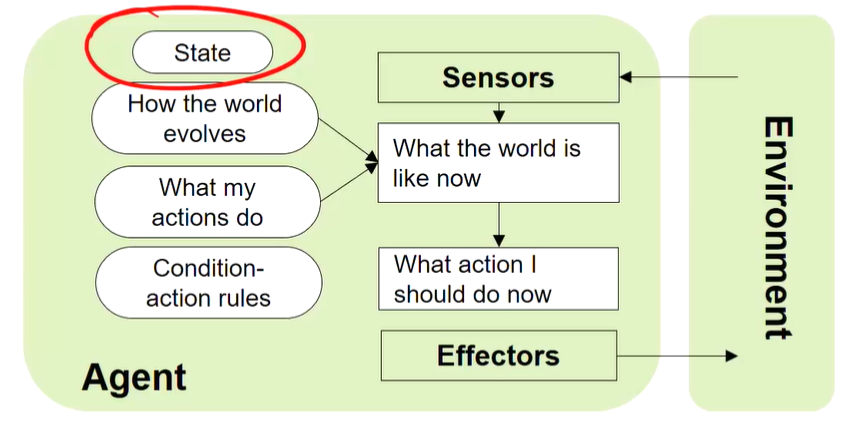 State
How the world
evolves
What my
actions do
Condition-
action rules
Agent
Sensors
What the world is
like now
What action I
should do now
Effectors
Environment